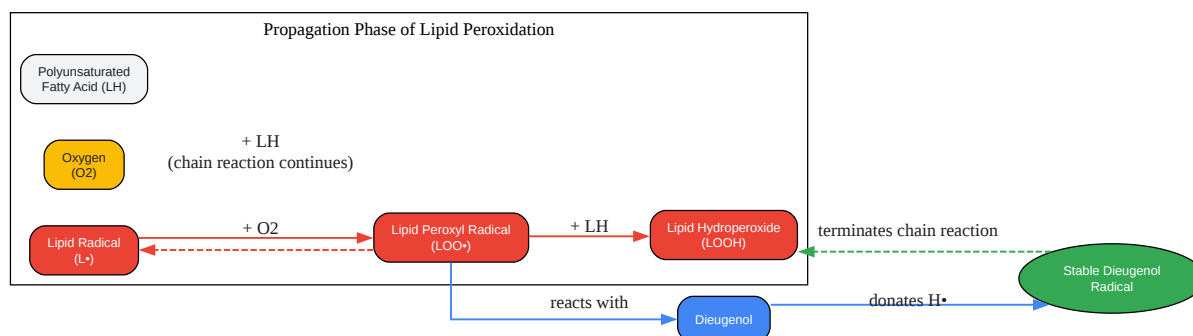 Propagation Phase of Lipid Peroxidation
Polyunsaturated
Fatty Acid (LH)
Oxygen
(O2)
+ LH
(chain reaction continues)
Lipid Radical
(L•)
+ O2
Lipid Peroxyl Radical
(LOO•)
+ LH
Lipid Hydroperoxide
(LOOH)
terminates chain reaction
Stable Dieugenol
Radical
reacts with
Dieugenol
donates H•